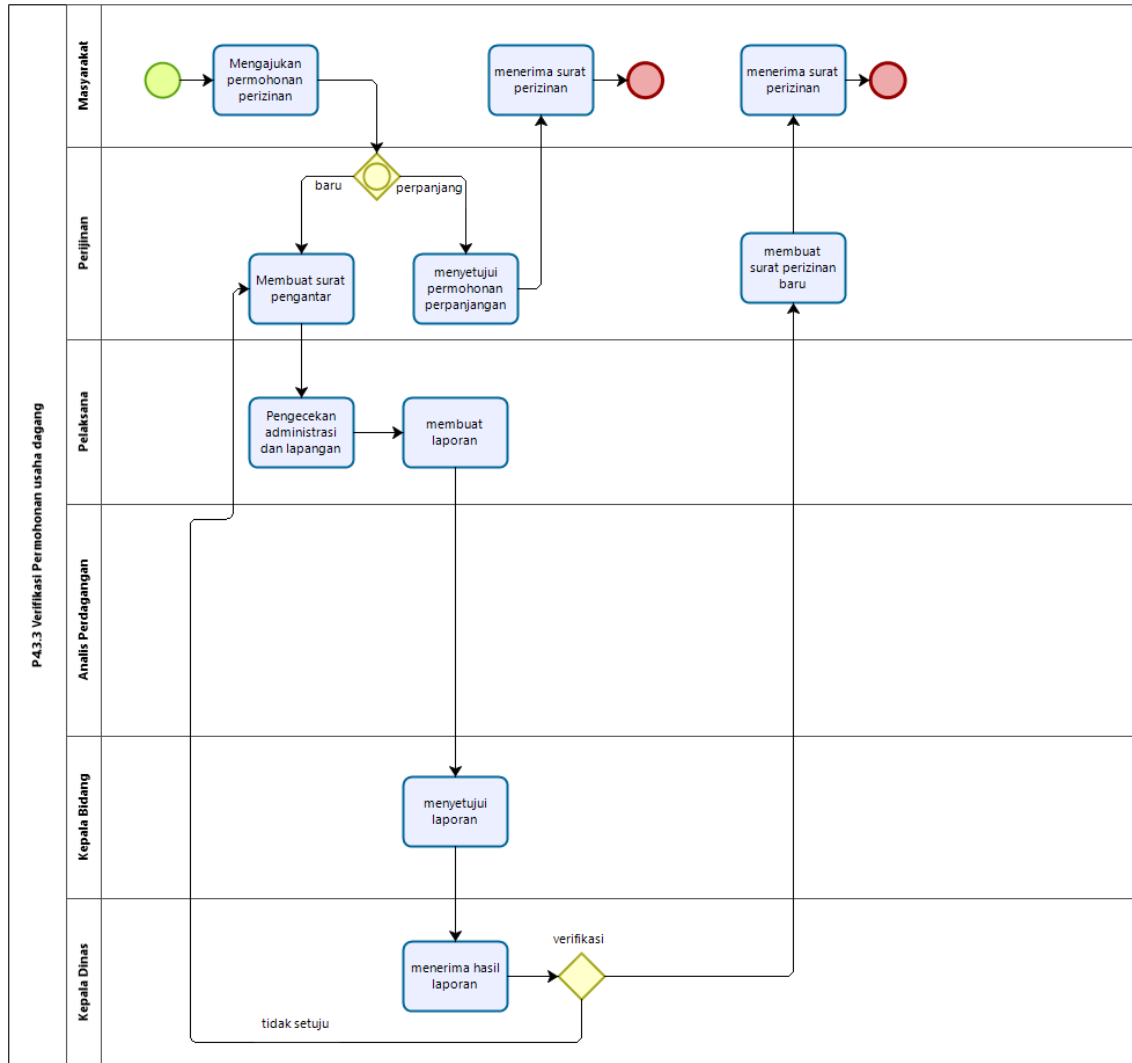 P4.3.3 Verifikasi Permohonan usaha dagang
Masyarakat
Mengajukan
permohonan
perizinan
menerima surat
perizinan
menerima surat
perizinan
Perijinan
baru
perpanjang
Membuat surat
pengantar
menyetujui
permohonan
perpanjangan
membuat
surat perizinan
baru
Pelaksana
Pengecekan
administrasi
dan lapangan
membuat
laporan
Analis Perdagangan
Kepala Bidang
menyetujui
laporan
Kepala Dinas
menerima hasil
laporan
verifikasi
tidak setuju